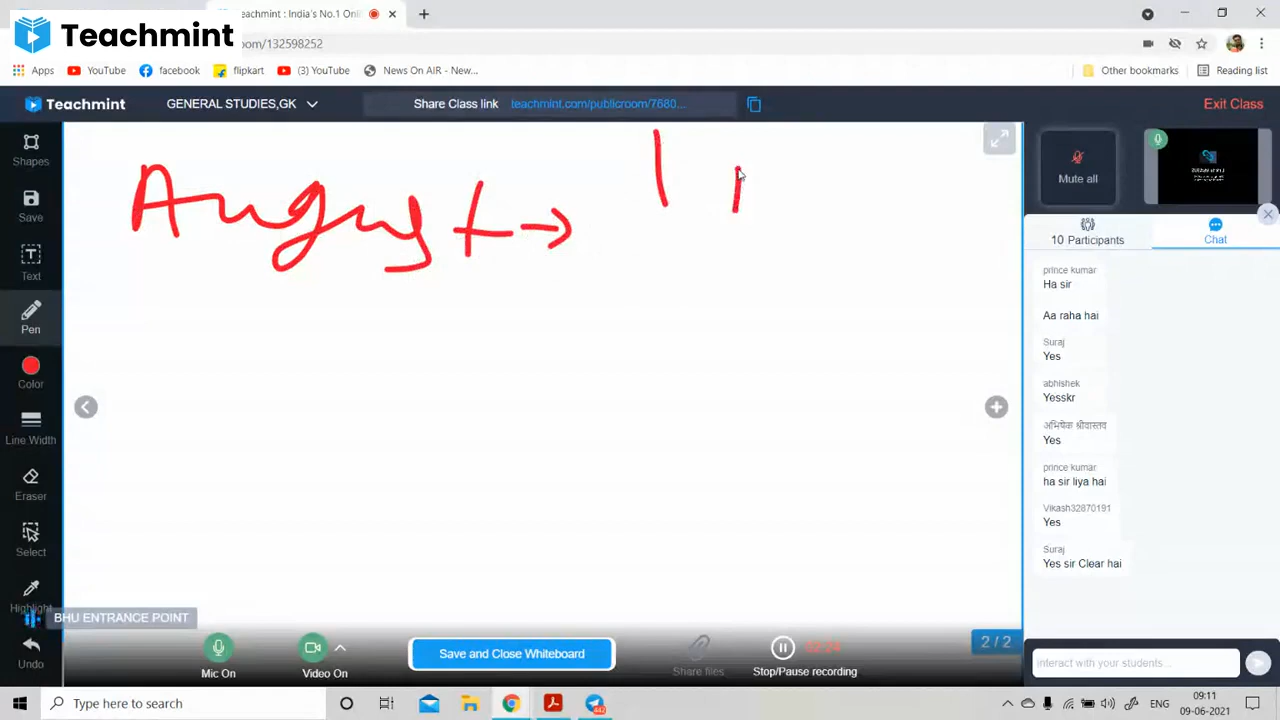 Teachmint
Teachmint : India's No.1 Onli
oom/132598252
Apps
YouTube
facebook
flipkart
(3) YouTube
News On AIR - New...
Other bookmarks
Reading list
Teachmint
GENERAL STUDIES,GK
Share Class link
teachmint.com/publicroom/7680...
Exit Class
Shapes
Save
Text
Pen
Color
Line Width
Eraser
Select
Highlight
Undo
August →
Mute all
10 Participants
Chat
prince kumar
Ha sir
Aa raha hai
Suraj
Yes
abhishek
Yesskr
अभिषेक श्रीवास्तव
Yes
prince kumar
ha sir liya hai
Vikash32870191
Yes
Suraj
Yes sir Clear hai
interact with your students ...
BHU ENTRANCE POINT
Mic On
Video On
Save and Close Whiteboard
Share files
02:24
Stop/Pause recording
2 / 2
Type here to search
ENG
09:11
09-06-2021